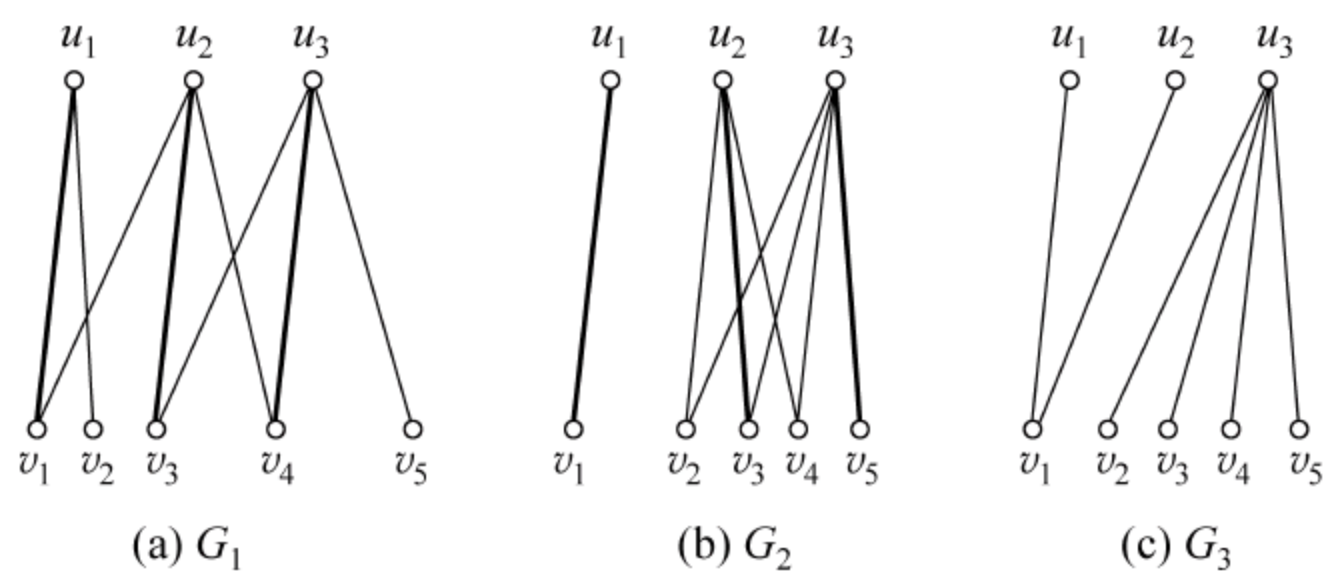 u₁ u₂ u₃ u₁ u₂ u₃ u₁ u₂ u₃
v₁ v₂ v₃ v₄ v₅ v₁ v₂ v₃ v₄ v₅ v₁ v₂ v₃ v₄ v₅
(a) G₁ (b) G₂ (c) G₃